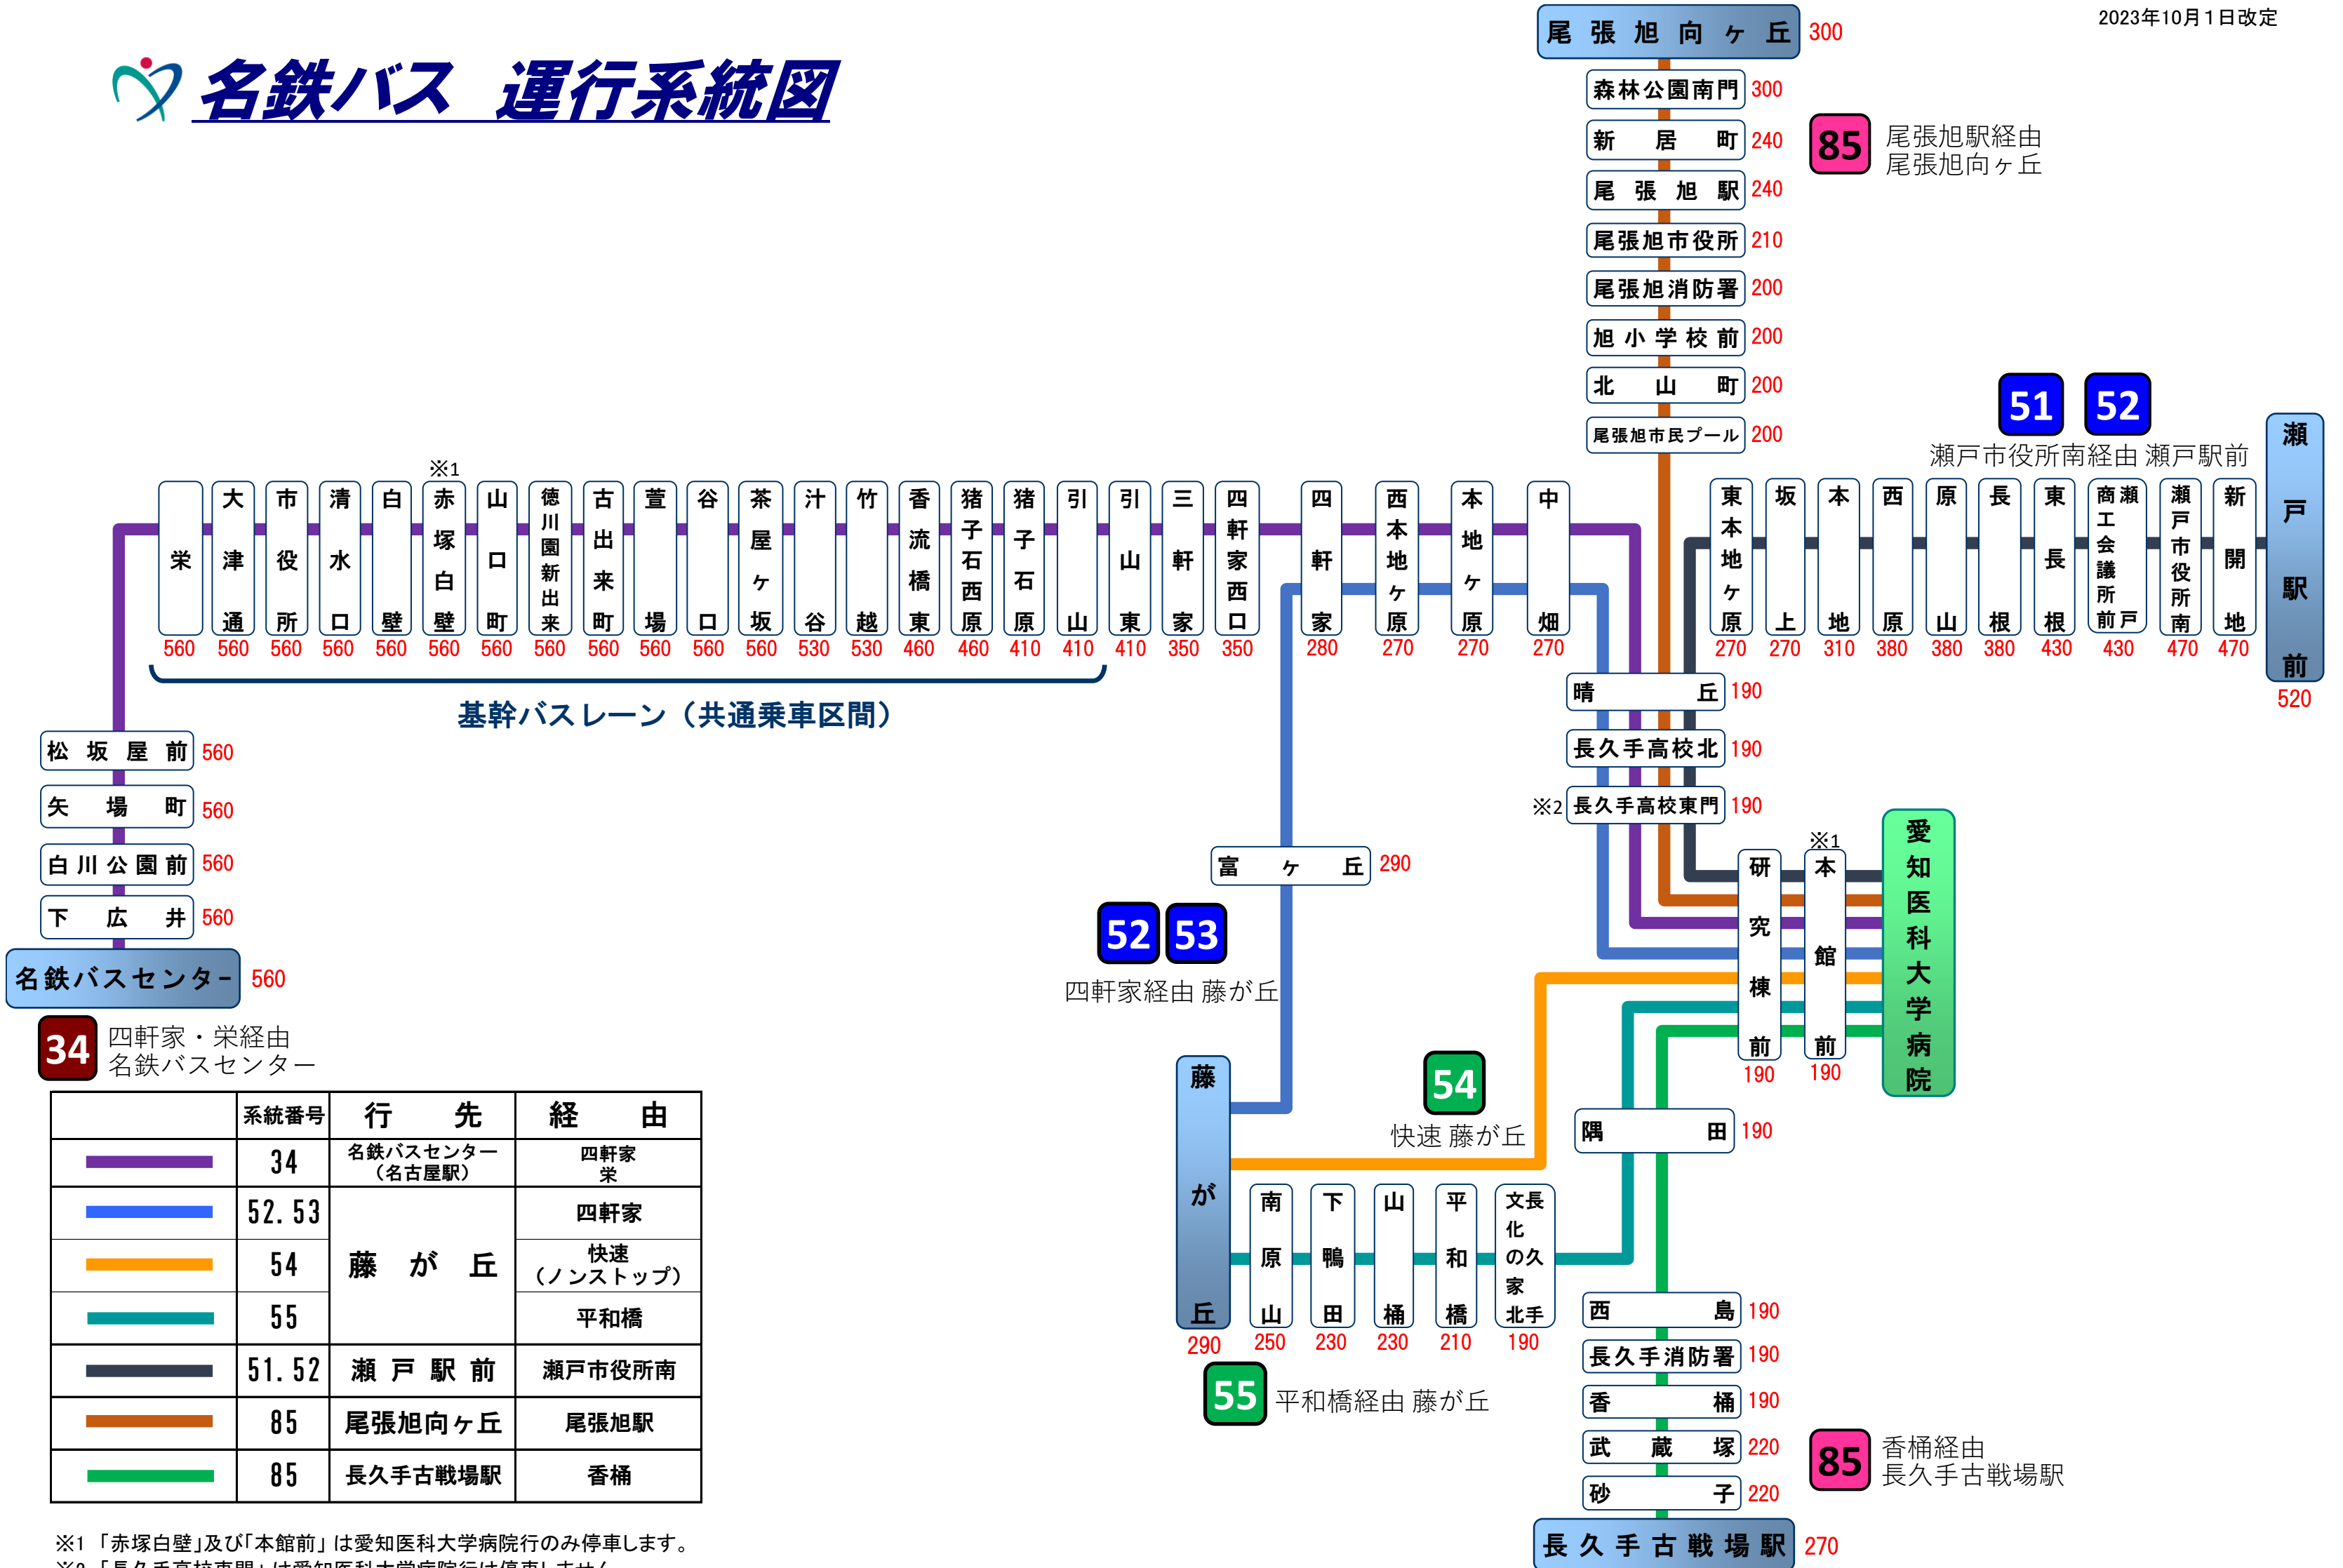 2023年10月1日改定
名鉄バス 運行系統図
尾張旭向ヶ丘 300
森林公園南門 300
新居町 240
尾張旭駅 240
尾張旭市役所 210
尾張旭消防署 200
旭小学校前 200
北山町 200
尾張旭市民プール 200
85
尾張旭駅経由
尾張旭向ヶ丘
51 52
瀬戸市役所南経由 瀬戸駅前
※1
栄 560
大津通 560
市役所 560
清水口 560
白壁 560
赤塚白壁 560
山口町 560
徳川園新出来 560
古出来町 560
萱場 560
谷口 560
茶屋ヶ坂 560
汁谷 530
竹越 530
香流橋東 460
猪子石西原 460
猪子石原 410
引山 410
引山東 410
三軒家 350
四軒家西口 350
四軒家 280
西本地ヶ原 270
本地ヶ原 270
中畑 270
東本地ヶ原 270
坂上 270
本地 310
西原 380
原山 380
長根 380
東長根 430
瀬戸商工会議所前 430
瀬戸市役所南 470
新開地 470
瀬戸駅前 520
基幹バスレーン（共通乗車区間）
晴丘 190
長久手高校北 190
※2 長久手高校東門 190
松坂屋前 560
矢場町 560
白川公園前 560
下広井 560
名鉄バスセンター 560
34
四軒家・栄経由
名鉄バスセンター
富ヶ丘 290
52 53
四軒家経由 藤が丘
※1
研究棟前 190
本館前 190
愛知医科大学病院
54
快速 藤が丘
隅田 190
藤が丘 290
南原山 250
下鴨田 230
山桶 230
平和橋 210
長久手文化の家北 190
55
平和橋経由 藤が丘
西島 190
長久手消防署 190
香桶 190
武蔵塚 220
砂子 220
長久手古戦場駅 270
85
香桶経由
長久手古戦場駅
系統番号 行先 経由
34 名鉄バスセンター（名古屋駅） 四軒家 栄
52.53 藤が丘 四軒家
54 快速（ノンストップ）
55 平和橋
51.52 瀬戸駅前 瀬戸市役所南
85 尾張旭向ヶ丘 尾張旭駅
85 長久手古戦場駅 香桶
※1 「赤塚白壁」及び「本館前」は愛知医科大学病院行のみ停車します。
※2 「長久手高校東門」は愛知医科大学病院行は停車しません